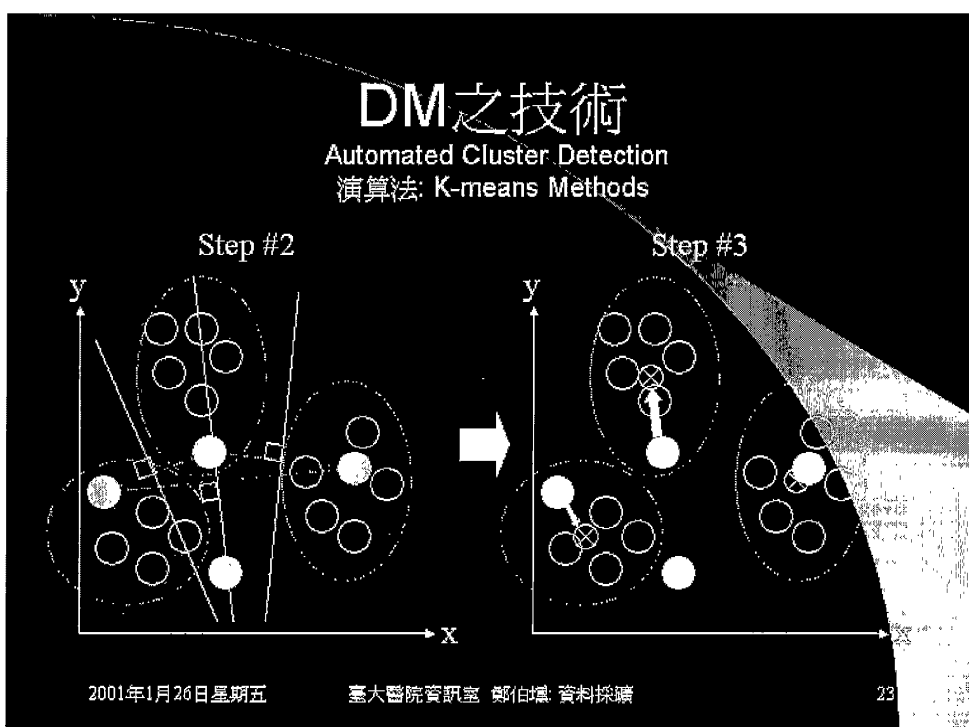 DM之技術
Automated Cluster Detection
演算法: K-means Methods
Step #2
Step #3
y
x
y
x
2001年1月26日星期五
臺大醫院資訊室 鄭伯壎: 資料採礦
23